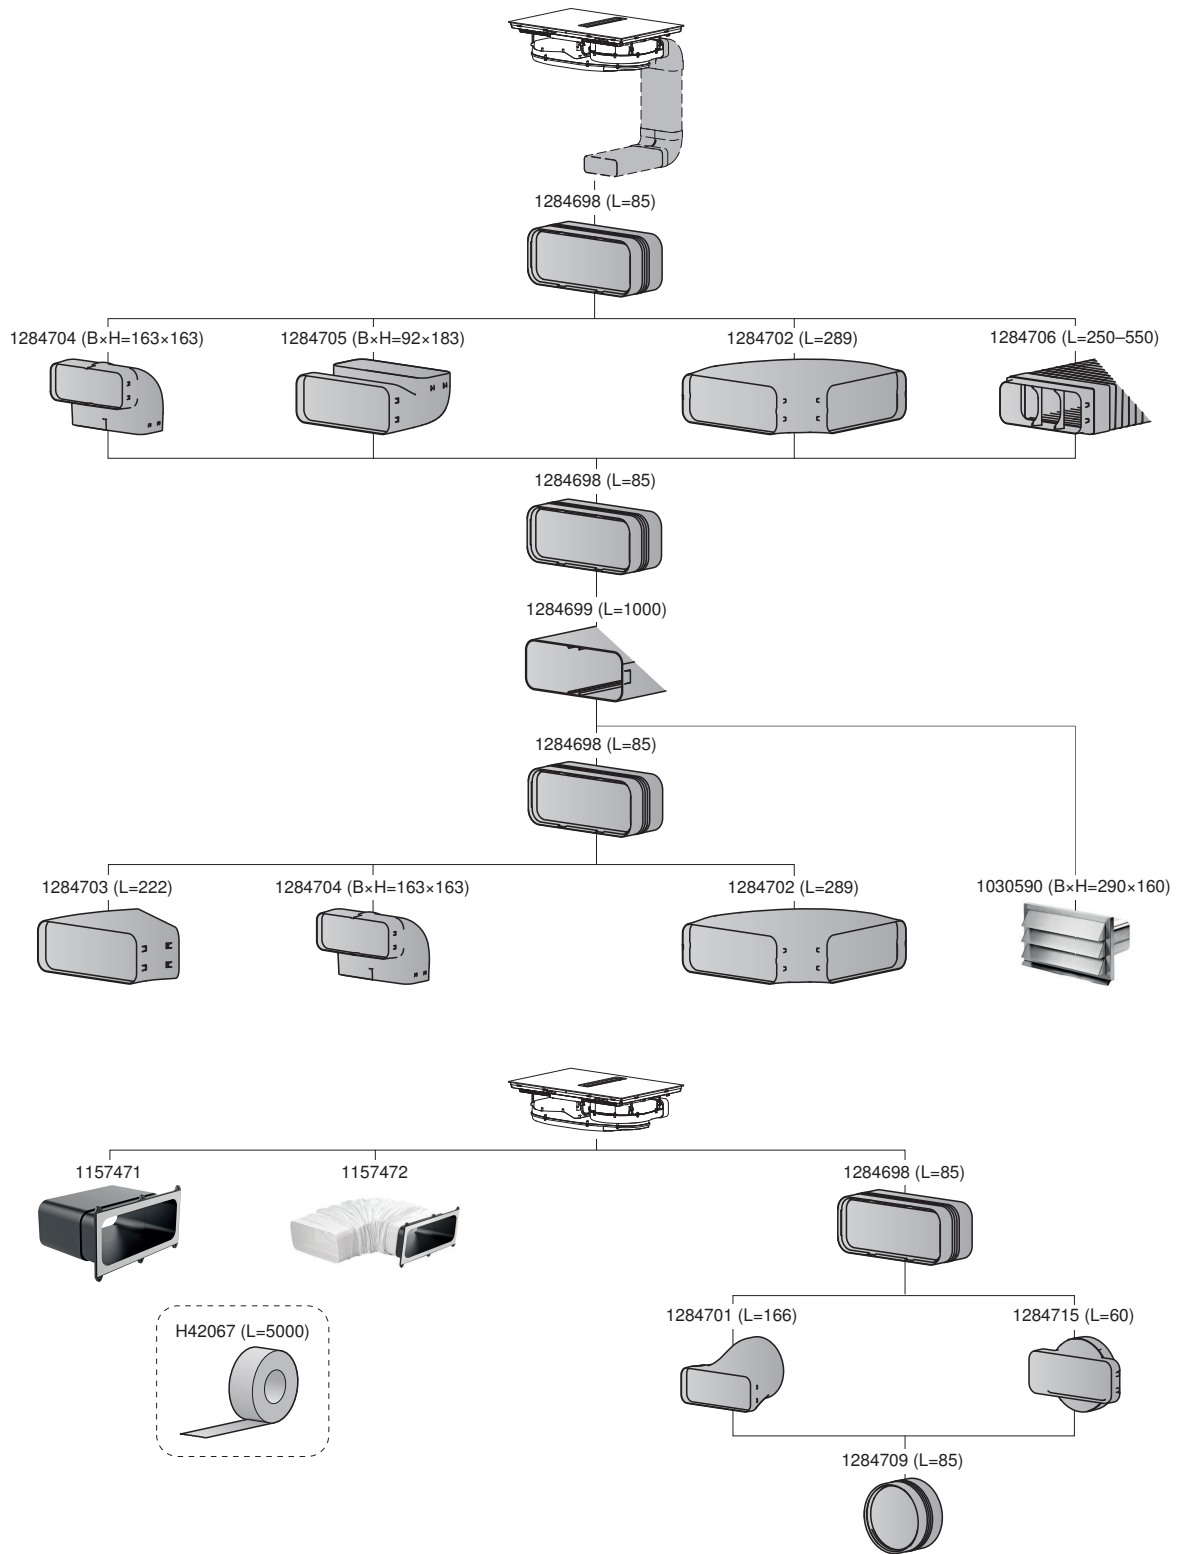 1284698 (L=85)
1284704 (B×H=163×163)
1284705 (B×H=92×183)
1284702 (L=289)
1284706 (L=250–550)
1284698 (L=85)
1284699 (L=1000)
1284698 (L=85)
1284703 (L=222)
1284704 (B×H=163×163)
1284702 (L=289)
1030590 (B×H=290×160)
1157471
1157472
1284698 (L=85)
H42067 (L=5000)
1284701 (L=166)
1284715 (L=60)
1284709 (L=85)